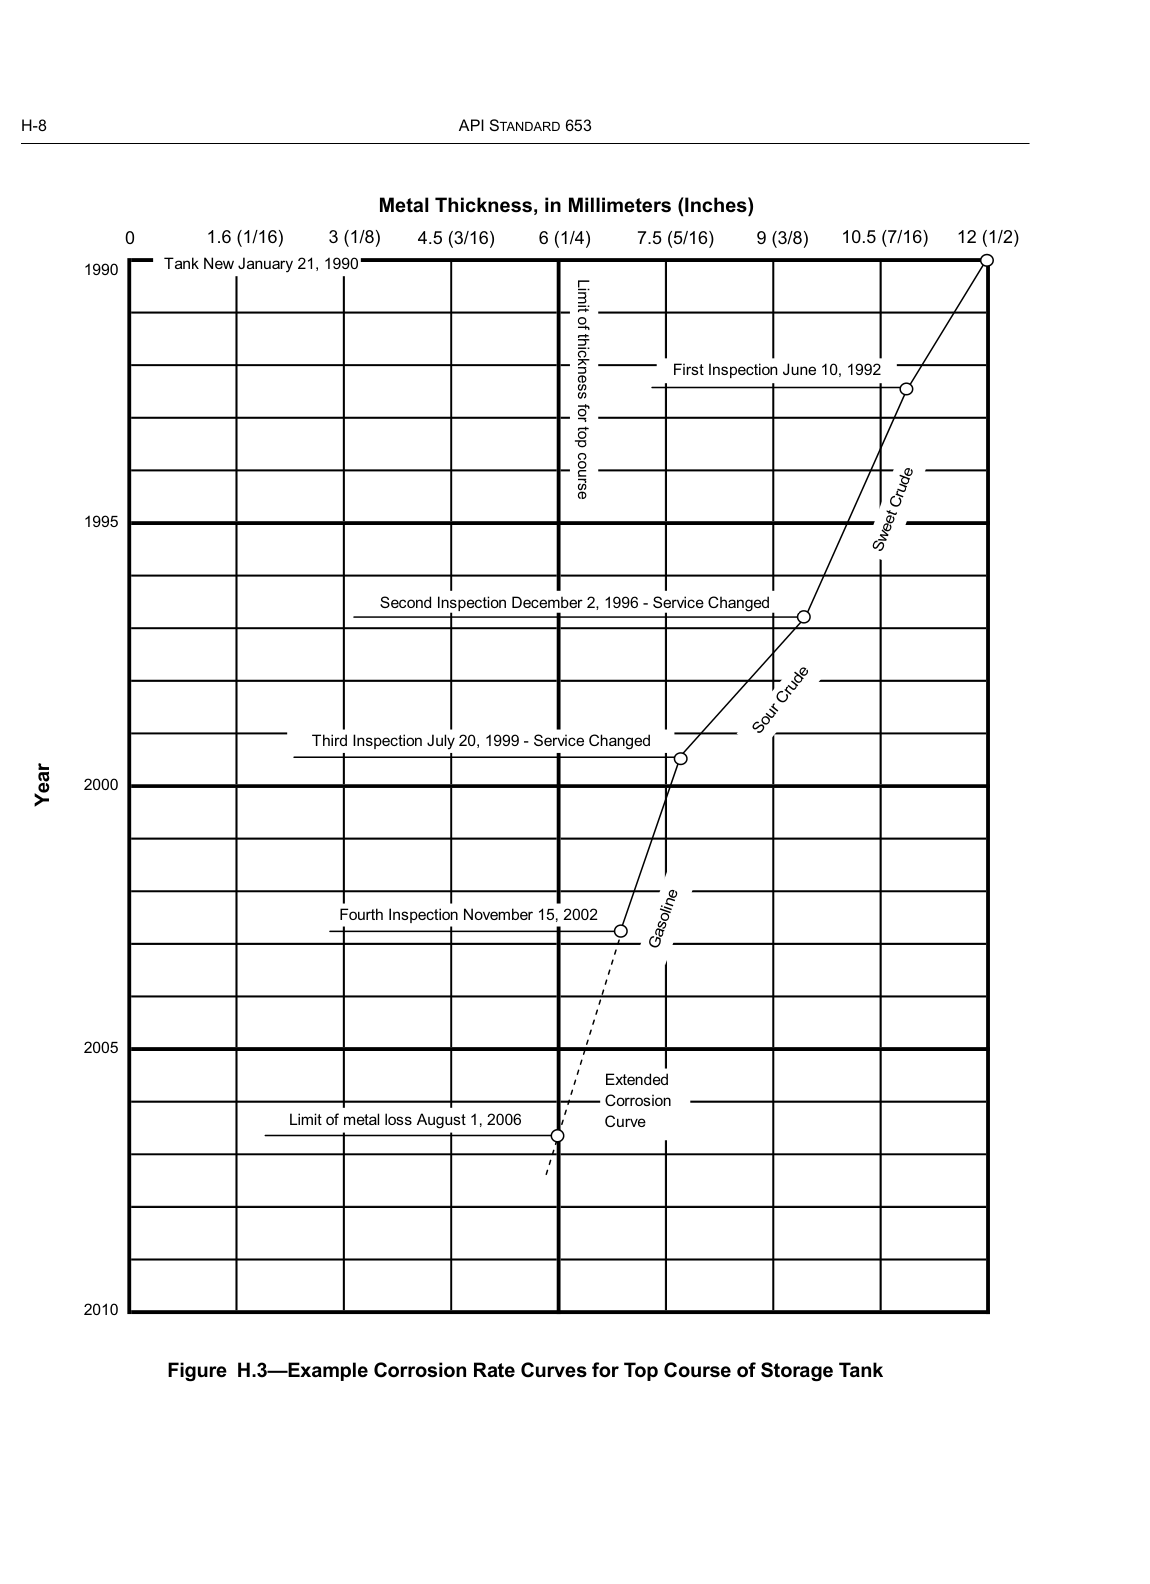 H-8
API STANDARD 653
Metal Thickness, in Millimeters (Inches)
0 1.6 (1/16) 3 (1/8) 4.5 (3/16) 6 (1/4) 7.5 (5/16) 9 (3/8) 10.5 (7/16) 12 (1/2)
1990
Tank New January 21, 1990
Limit of thickness for top course
First Inspection June 10, 1992
Sweet Crude
1995
Second Inspection December 2, 1996 - Service Changed
Sour Crude
Third Inspection July 20, 1999 - Service Changed
Year
2000
Gasoline
Fourth Inspection November 15, 2002
2005
Extended
Corrosion
Curve
Limit of metal loss August 1, 2006
2010
Figure H.3—Example Corrosion Rate Curves for Top Course of Storage Tank